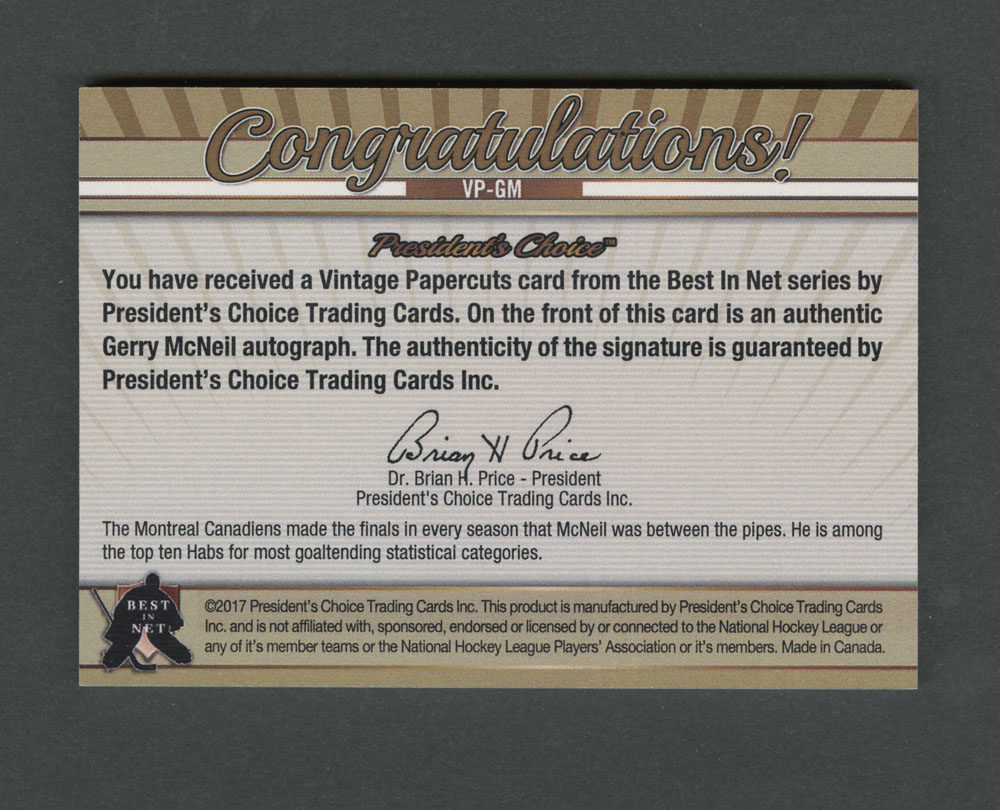 Congratulations!
VP-GM
President's Choice™
You have received a Vintage Papercuts card from the Best In Net series by
President's Choice Trading Cards. On the front of this card is an authentic
Gerry McNeil autograph. The authenticity of the signature is guaranteed by
President's Choice Trading Cards Inc.
Brian H Price
Dr. Brian H. Price - President
President's Choice Trading Cards Inc.
The Montreal Canadiens made the finals in every season that McNeil was between the pipes. He is among
the top ten Habs for most goaltending statistical categories.
BEST
IN
NET!
©2017 President's Choice Trading Cards Inc. This product is manufactured by President's Choice Trading Cards
Inc. and is not affiliated with, sponsored, endorsed or licensed by or connected to the National Hockey League or
any of it's member teams or the National Hockey League Players' Association or it's members. Made in Canada.